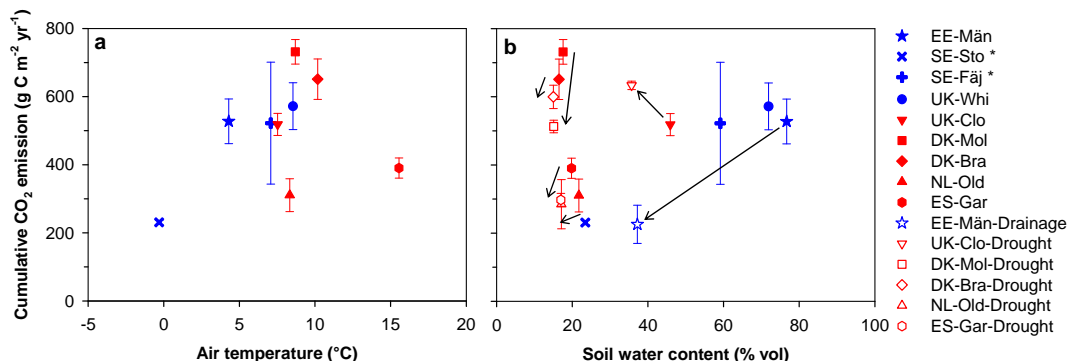 a
b
Cumulative CO2 emission (g C m-2 yr-1)
800
600
400
200
0
-5
0
5
10
15
20
Air temperature (°C)
0
20
40
60
80
100
Soil water content (% vol)
EE-Män
SE-Sto *
SE-Fäj *
UK-Whi
UK-Clo
DK-Mol
DK-Bra
NL-Old
ES-Gar
EE-Män-Drainage
UK-Clo-Drought
DK-Mol-Drought
DK-Bra-Drought
NL-Old-Drought
ES-Gar-Drought